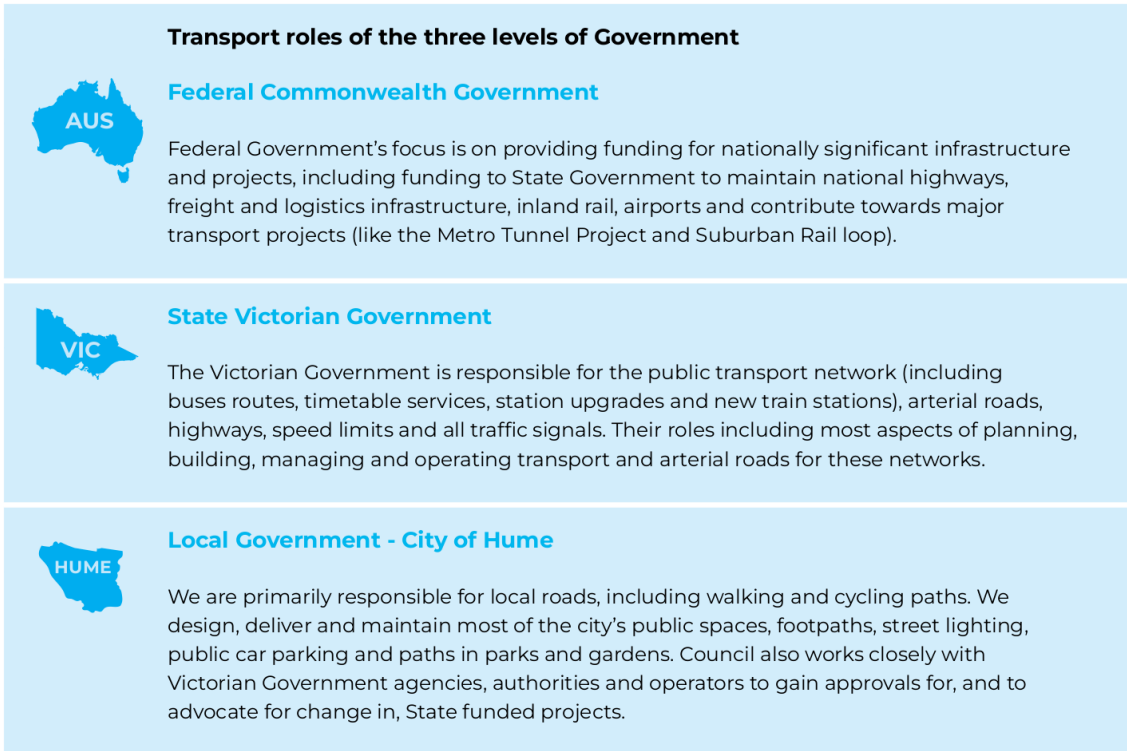 Transport roles of the three levels of Government
AUS
Federal Commonwealth Government
Federal Government’s focus is on providing funding for nationally significant infrastructure
and projects, including funding to State Government to maintain national highways,
freight and logistics infrastructure, inland rail, airports and contribute towards major
transport projects (like the Metro Tunnel Project and Suburban Rail loop).
VIC
State Victorian Government
The Victorian Government is responsible for the public transport network (including
buses routes, timetable services, station upgrades and new train stations), arterial roads,
highways, speed limits and all traffic signals. Their roles including most aspects of planning,
building, managing and operating transport and arterial roads for these networks.
HUME
Local Government - City of Hume
We are primarily responsible for local roads, including walking and cycling paths. We
design, deliver and maintain most of the city’s public spaces, footpaths, street lighting,
public car parking and paths in parks and gardens. Council also works closely with
Victorian Government agencies, authorities and operators to gain approvals for, and to
advocate for change in, State funded projects.